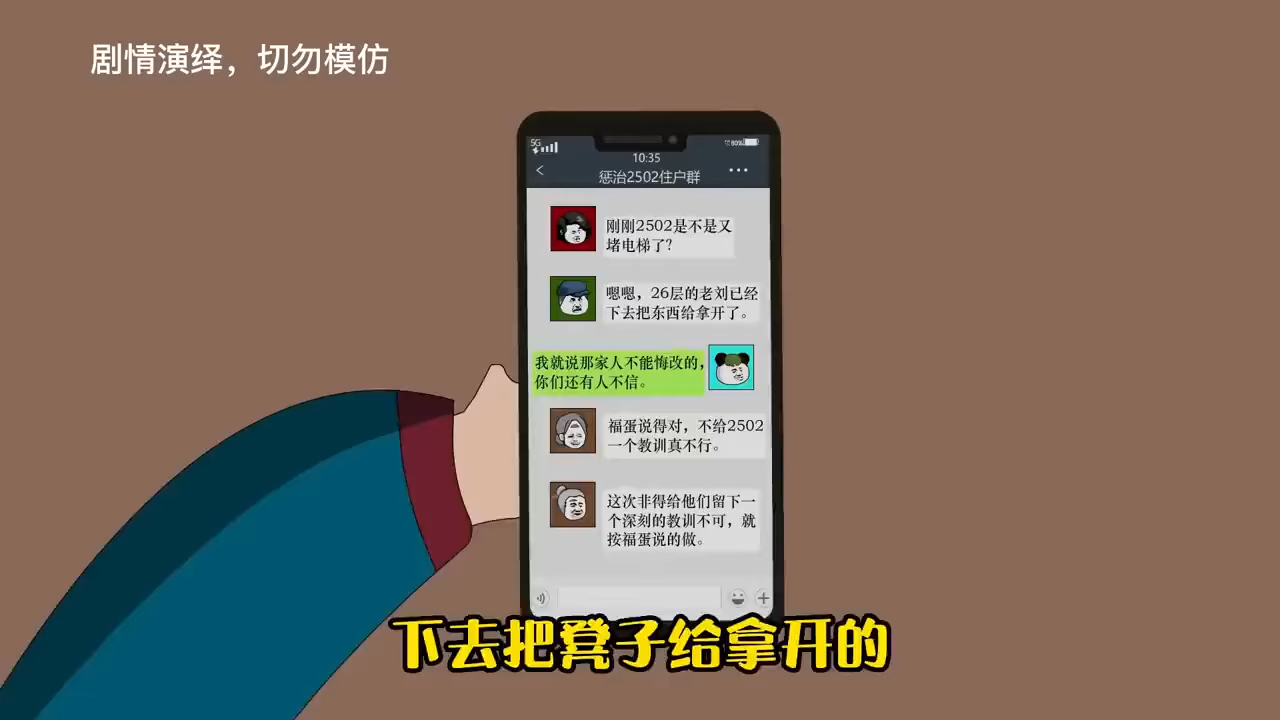 剧情演绎，切勿模仿
5G
80%
10:35
惩治2502住户群
刚刚2502是不是又
堵电梯了？
嗯嗯，26层的老刘已经
下去把东西给拿开了。
我就说那家人不能悔改的，
你们还有人不信。
福蛋说得对，不给2502
一个教训真不行。
这次非得给他们留下一
个深刻的教训不可，就
按福蛋说的做。
下去把凳子给拿开的